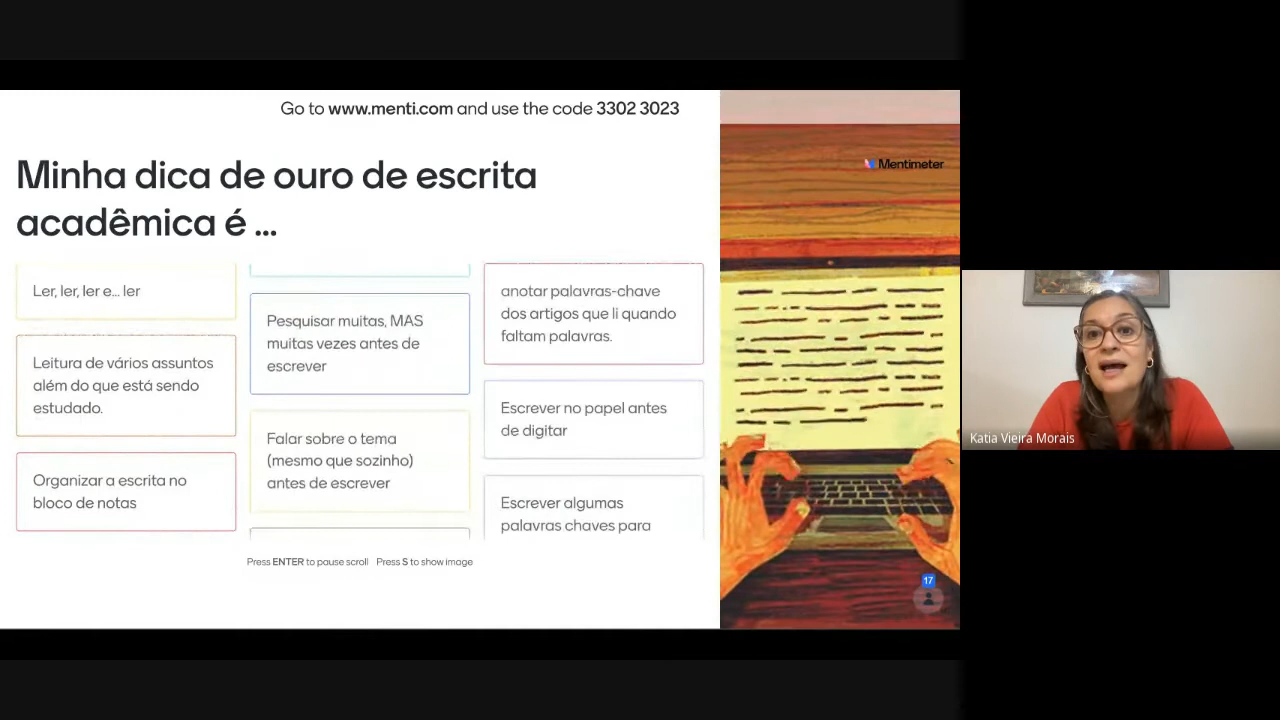 Go to www.menti.com and use the code 3302 3023
Mentimeter
Minha dica de ouro de escrita
acadêmica é ...
Ler, ler, ler e... ler
Leitura de vários assuntos
além do que está sendo
estudado.
Organizar a escrita no
bloco de notas
Pesquisar muitas, MAS
muitas vezes antes de
escrever
Falar sobre o tema
(mesmo que sozinho)
antes de escrever
anotar palavras-chave
dos artigos que li quando
faltam palavras.
Escrever no papel antes
de digitar
Escrever algumas
palavras chaves para
Press ENTER to pause scroll Press S to show image
17
Katia Vieira Morais